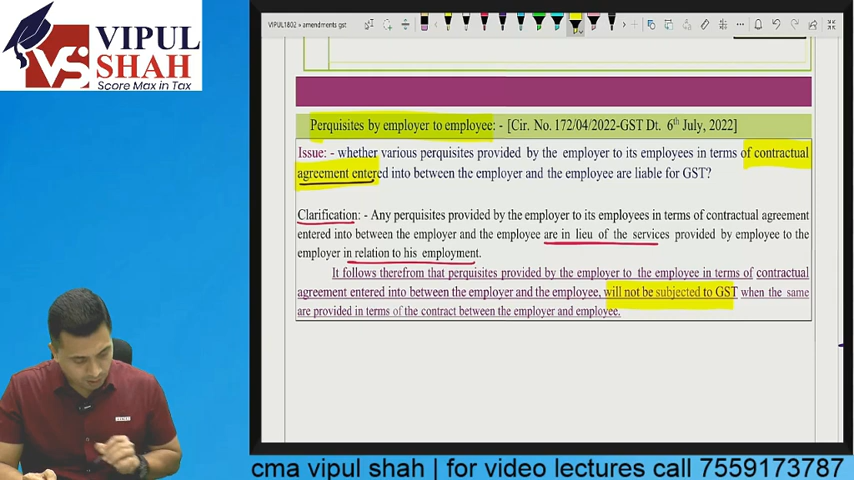 VIPUL
SHAH
Score Max in Tax
VS
VIPUL1802 + amendments gst
Perquisites by employer to employee: - [Cir. No. 172/04/2022-GST Dt. 6th July, 2022]
Issue: - whether various perquisites provided by the employer to its employees in terms of contractual
agreement entered into between the employer and the employee are liable for GST?
Clarification: - Any perquisites provided by the employer to its employees in terms of contractual agreement
entered into between the employer and the employee are in lieu of the services provided by employee to the
employer in relation to his employment.
It follows therefrom that perquisites provided by the employer to the employee in terms of contractual
agreement entered into between the employer and the employee, will not be subjected to GST when the same
are provided in terms of the contract between the employer and employee.
cma vipul shah | for video lectures call 7559173787